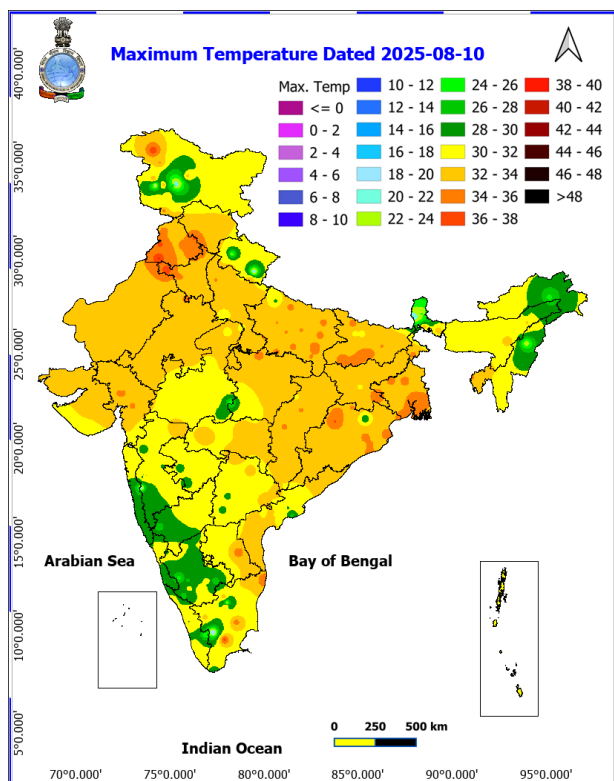 Maximum Temperature Dated 2025-08-10
Max. Temp
<= 0
0 - 2
2 - 4
4 - 6
6 - 8
8 - 10
10 - 12
12 - 14
14 - 16
16 - 18
18 - 20
20 - 22
22 - 24
24 - 26
26 - 28
28 - 30
30 - 32
32 - 34
34 - 36
36 - 38
38 - 40
40 - 42
42 - 44
44 - 46
46 - 48
>48
40°0.000'
35°0.000'
30°0.000'
25°0.000'
20°0.000'
15°0.000'
10°0.000'
5°0.000'
Arabian Sea
Bay of Bengal
0 250 500 km
Indian Ocean
70°0.000' 75°0.000' 80°0.000' 85°0.000' 90°0.000' 95°0.000'